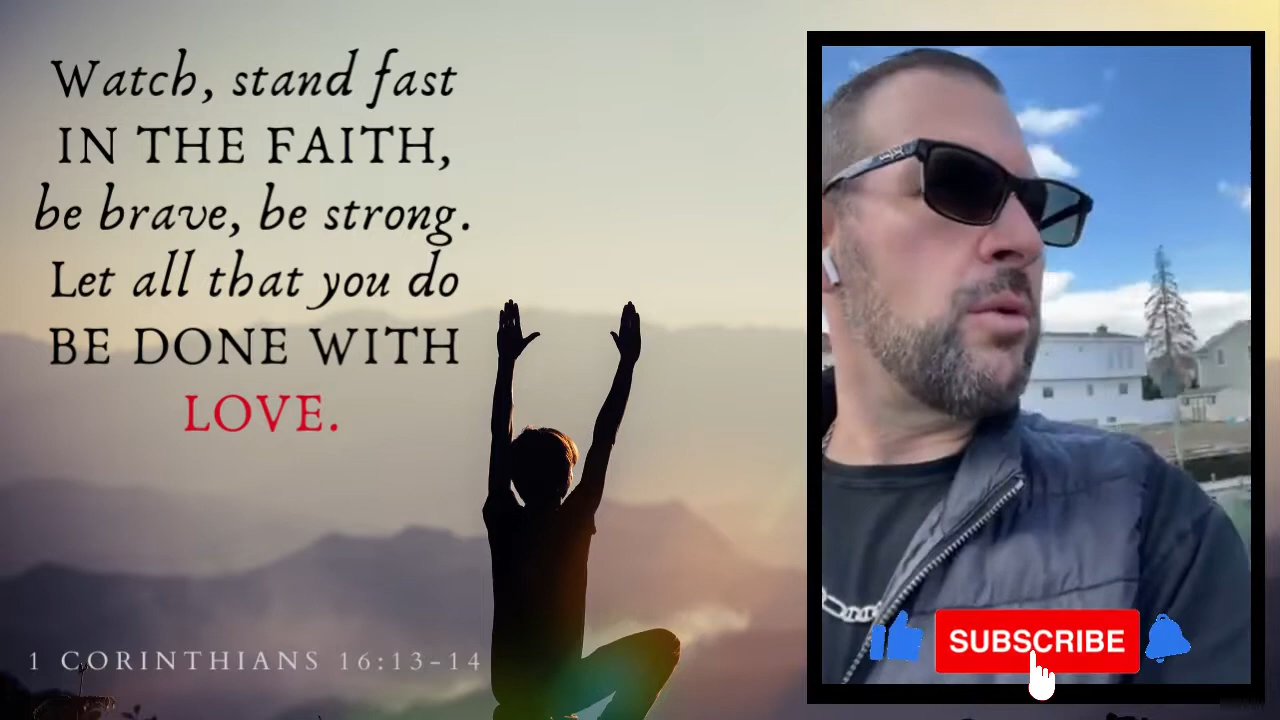 Watch, stand fast
IN THE FAITH,
be brave, be strong.
Let all that you do
BE DONE WITH
LOVE.
1 CORINTHIANS 16:13-14
SUBSCRIBE